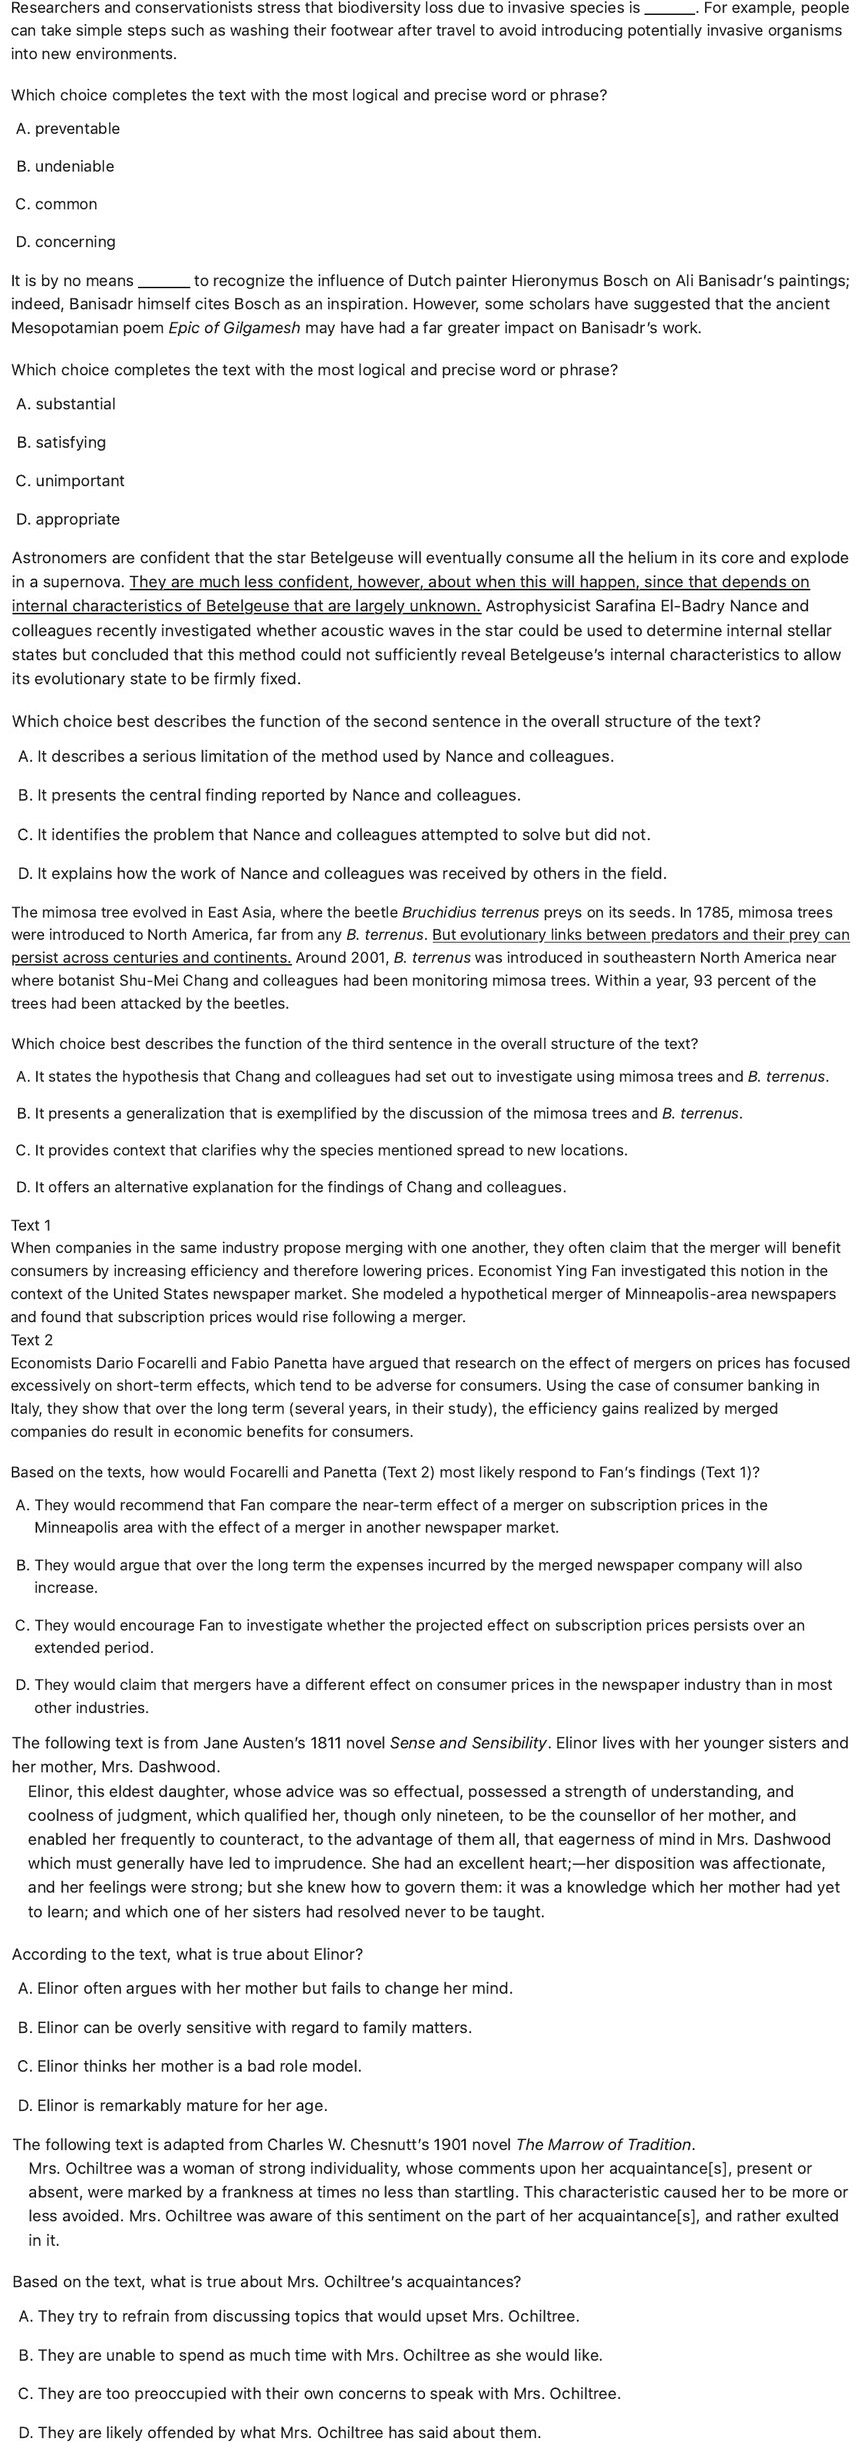 Researchers and conservationists stress that biodiversity loss due to invasive species is ______. For example, people
can take simple steps such as washing their footwear after travel to avoid introducing potentially invasive organisms
into new environments.
Which choice completes the text with the most logical and precise word or phrase?
A. preventable
B. undeniable
C. common
D. concerning
It is by no means ______ to recognize the influence of Dutch painter Hieronymus Bosch on Ali Banisadr's paintings;
indeed, Banisadr himself cites Bosch as an inspiration. However, some scholars have suggested that the ancient
Mesopotamian poem Epic of Gilgamesh may have had a far greater impact on Banisadr's work.
Which choice completes the text with the most logical and precise word or phrase?
A. substantial
B. satisfying
C. unimportant
D. appropriate
Astronomers are confident that the star Betelgeuse will eventually consume all the helium in its core and explode
in a supernova. They are much less confident, however, about when this will happen, since that depends on
internal characteristics of Betelgeuse that are largely unknown. Astrophysicist Sarafina El-Badry Nance and
colleagues recently investigated whether acoustic waves in the star could be used to determine internal stellar
states but concluded that this method could not sufficiently reveal Betelgeuse's internal characteristics to allow
its evolutionary state to be firmly fixed.
Which choice best describes the function of the second sentence in the overall structure of the text?
A. It describes a serious limitation of the method used by Nance and colleagues.
B. It presents the central finding reported by Nance and colleagues.
C. It identifies the problem that Nance and colleagues attempted to solve but did not.
D. It explains how the work of Nance and colleagues was received by others in the field.
The mimosa tree evolved in East Asia, where the beetle Bruchidius terrenus preys on its seeds. In 1785, mimosa trees
were introduced to North America, far from any B. terrenus. But evolutionary links between predators and their prey can
persist across centuries and continents. Around 2001, B. terrenus was introduced in southeastern North America near
where botanist Shu-Mei Chang and colleagues had been monitoring mimosa trees. Within a year, 93 percent of the
trees had been attacked by the beetles.
Which choice best describes the function of the third sentence in the overall structure of the text?
A. It states the hypothesis that Chang and colleagues had set out to investigate using mimosa trees and B. terrenus.
B. It presents a generalization that is exemplified by the discussion of the mimosa trees and B. terrenus.
C. It provides context that clarifies why the species mentioned spread to new locations.
D. It offers an alternative explanation for the findings of Chang and colleagues.
Text 1
When companies in the same industry propose merging with one another, they often claim that the merger will benefit
consumers by increasing efficiency and therefore lowering prices. Economist Ying Fan investigated this notion in the
context of the United States newspaper market. She modeled a hypothetical merger of Minneapolis-area newspapers
and found that subscription prices would rise following a merger.
Text 2
Economists Dario Focarelli and Fabio Panetta have argued that research on the effect of mergers on prices has focused
excessively on short-term effects, which tend to be adverse for consumers. Using the case of consumer banking in
Italy, they show that over the long term (several years, in their study), the efficiency gains realized by merged
companies do result in economic benefits for consumers.
Based on the texts, how would Focarelli and Panetta (Text 2) most likely respond to Fan's findings (Text 1)?
A. They would recommend that Fan compare the near-term effect of a merger on subscription prices in the
Minneapolis area with the effect of a merger in another newspaper market.
B. They would argue that over the long term the expenses incurred by the merged newspaper company will also
increase.
C. They would encourage Fan to investigate whether the projected effect on subscription prices persists over an
extended period.
D. They would claim that mergers have a different effect on consumer prices in the newspaper industry than in most
other industries.
The following text is from Jane Austen's 1811 novel Sense and Sensibility. Elinor lives with her younger sisters and
her mother, Mrs. Dashwood.
Elinor, this eldest daughter, whose advice was so effectual, possessed a strength of understanding, and
coolness of judgment, which qualified her, though only nineteen, to be the counsellor of her mother, and
enabled her frequently to counteract, to the advantage of them all, that eagerness of mind in Mrs. Dashwood
which must generally have led to imprudence. She had an excellent heart;—her disposition was affectionate,
and her feelings were strong; but she knew how to govern them: it was a knowledge which her mother had yet
to learn; and which one of her sisters had resolved never to be taught.
According to the text, what is true about Elinor?
A. Elinor often argues with her mother but fails to change her mind.
B. Elinor can be overly sensitive with regard to family matters.
C. Elinor thinks her mother is a bad role model.
D. Elinor is remarkably mature for her age.
The following text is adapted from Charles W. Chesnutt's 1901 novel The Marrow of Tradition.
Mrs. Ochiltree was a woman of strong individuality, whose comments upon her acquaintance[s], present or
absent, were marked by a frankness at times no less than startling. This characteristic caused her to be more or
less avoided. Mrs. Ochiltree was aware of this sentiment on the part of her acquaintance[s], and rather exulted
in it.
Based on the text, what is true about Mrs. Ochiltree's acquaintances?
A. They try to refrain from discussing topics that would upset Mrs. Ochiltree.
B. They are unable to spend as much time with Mrs. Ochiltree as she would like.
C. They are too preoccupied with their own concerns to speak with Mrs. Ochiltree.
D. They are likely offended by what Mrs. Ochiltree has said about them.